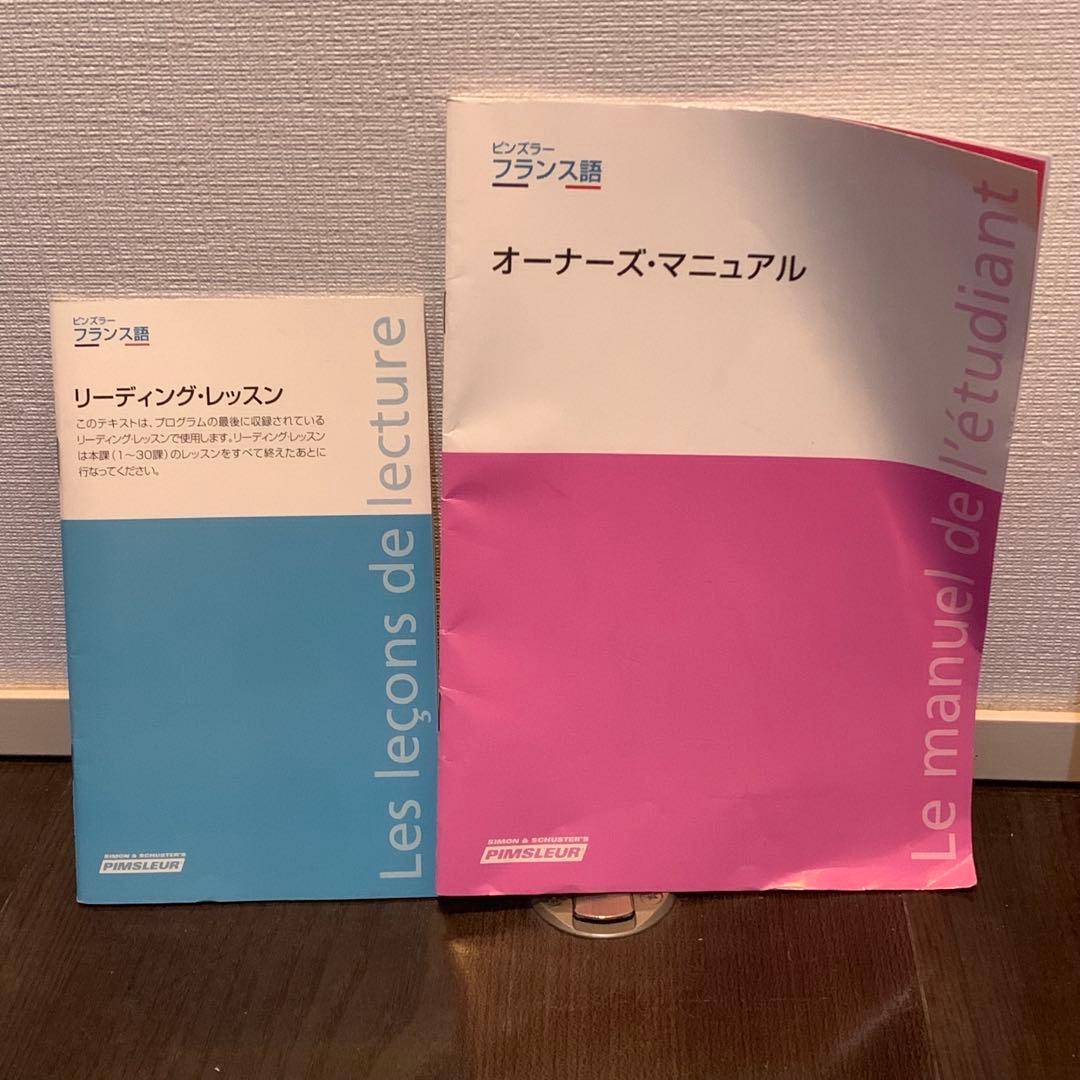 ピンズラー
フランス語
リーディング・レッスン
このテキストは、プログラムの最後に収録されている
リーディング・レッスンで使用します。リーディング・レッスン
は本課（1〜30課）のレッスンをすべて終えたあとに
行なってください。
Les leçons de lecture
SIMON & SCHUSTER'S
PIMSLEUR
ピンズラー
フランス語
オーナーズ・マニュアル
Le manuel de l'étudiant
SIMON & SCHUSTER'S
PIMSLEUR